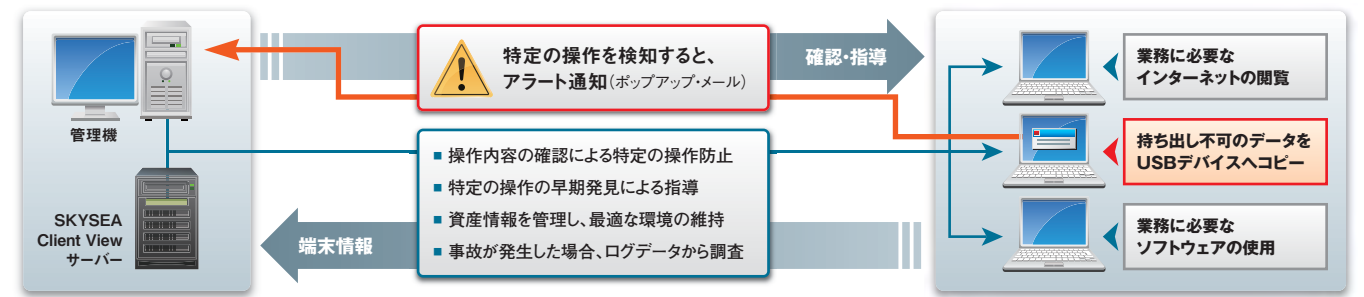 管理機
SKYSEA
Client View
サーバー
特定の操作を検知すると、
アラート通知(ポップアップ・メール)
確認・指導
■ 操作内容の確認による特定の操作防止
■ 特定の操作の早期発見による指導
■ 資産情報を管理し、最適な環境の維持
■ 事故が発生した場合、ログデータから調査
端末情報
業務に必要な
インターネットの閲覧
持ち出し不可のデータを
USBデバイスへコピー
業務に必要な
ソフトウェアの使用